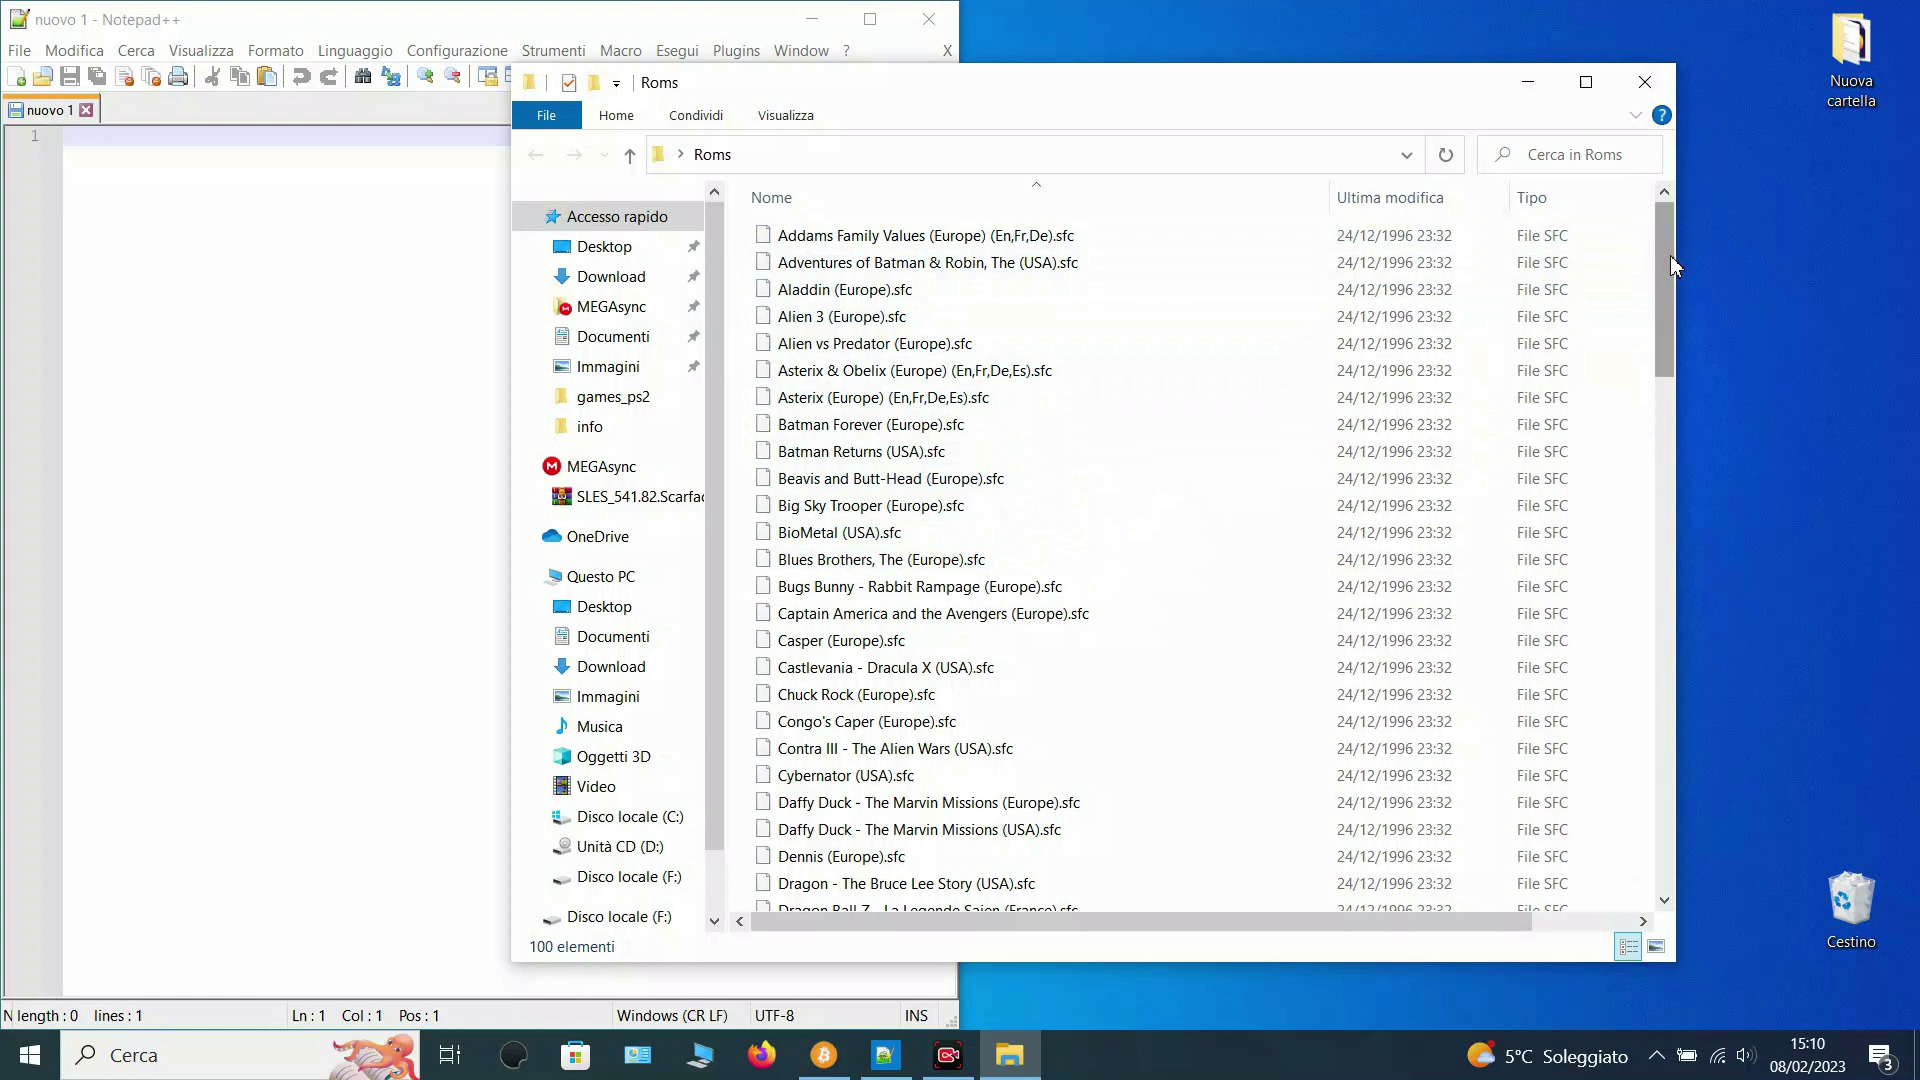 nuovo 1 - Notepad++
File Modifica Cerca Visualizza Formato Linguaggio Configurazione Strumenti Macro Esegui Plugins Window ? X
nuovo 1
1
Roms
File Home Condividi Visualizza
Roms
Cerca in Roms
Accesso rapido
Desktop
Download
MEGAsync
Documenti
Immagini
games_ps2
info
MEGAsync
SLES_541.82.Scarfac
OneDrive
Questo PC
Desktop
Documenti
Download
Immagini
Musica
Oggetti 3D
Video
Disco locale (C:)
Unità CD (D:)
Disco locale (F:)
Disco locale (F:)
Nome Ultima modifica Tipo
Addams Family Values (Europe) (En,Fr,De).sfc 24/12/1996 23:32 File SFC
Adventures of Batman & Robin, The (USA).sfc 24/12/1996 23:32 File SFC
Aladdin (Europe).sfc 24/12/1996 23:32 File SFC
Alien 3 (Europe).sfc 24/12/1996 23:32 File SFC
Alien vs Predator (Europe).sfc 24/12/1996 23:32 File SFC
Asterix & Obelix (Europe) (En,Fr,De,Es).sfc 24/12/1996 23:32 File SFC
Asterix (Europe) (En,Fr,De,Es).sfc 24/12/1996 23:32 File SFC
Batman Forever (Europe).sfc 24/12/1996 23:32 File SFC
Batman Returns (USA).sfc 24/12/1996 23:32 File SFC
Beavis and Butt-Head (Europe).sfc 24/12/1996 23:32 File SFC
Big Sky Trooper (Europe).sfc 24/12/1996 23:32 File SFC
BioMetal (USA).sfc 24/12/1996 23:32 File SFC
Blues Brothers, The (Europe).sfc 24/12/1996 23:32 File SFC
Bugs Bunny - Rabbit Rampage (Europe).sfc 24/12/1996 23:32 File SFC
Captain America and the Avengers (Europe).sfc 24/12/1996 23:32 File SFC
Casper (Europe).sfc 24/12/1996 23:32 File SFC
Castlevania - Dracula X (USA).sfc 24/12/1996 23:32 File SFC
Chuck Rock (Europe).sfc 24/12/1996 23:32 File SFC
Congo's Caper (Europe).sfc 24/12/1996 23:32 File SFC
Contra III - The Alien Wars (USA).sfc 24/12/1996 23:32 File SFC
Cybernator (USA).sfc 24/12/1996 23:32 File SFC
Daffy Duck - The Marvin Missions (Europe).sfc 24/12/1996 23:32 File SFC
Daffy Duck - The Marvin Missions (USA).sfc 24/12/1996 23:32 File SFC
Dennis (Europe).sfc 24/12/1996 23:32 File SFC
Dragon - The Bruce Lee Story (USA).sfc 24/12/1996 23:32 File SFC
Dragon Ball Z - La Legende Saien (France).sfc 24/12/1996 23:32 File SFC
100 elementi
Nuova
cartella
Cestino
N length : 0 lines : 1 Ln : 1 Col : 1 Pos : 1 Windows (CR LF) UTF-8 INS
Cerca
5°C Soleggiato
15:10
08/02/2023
3